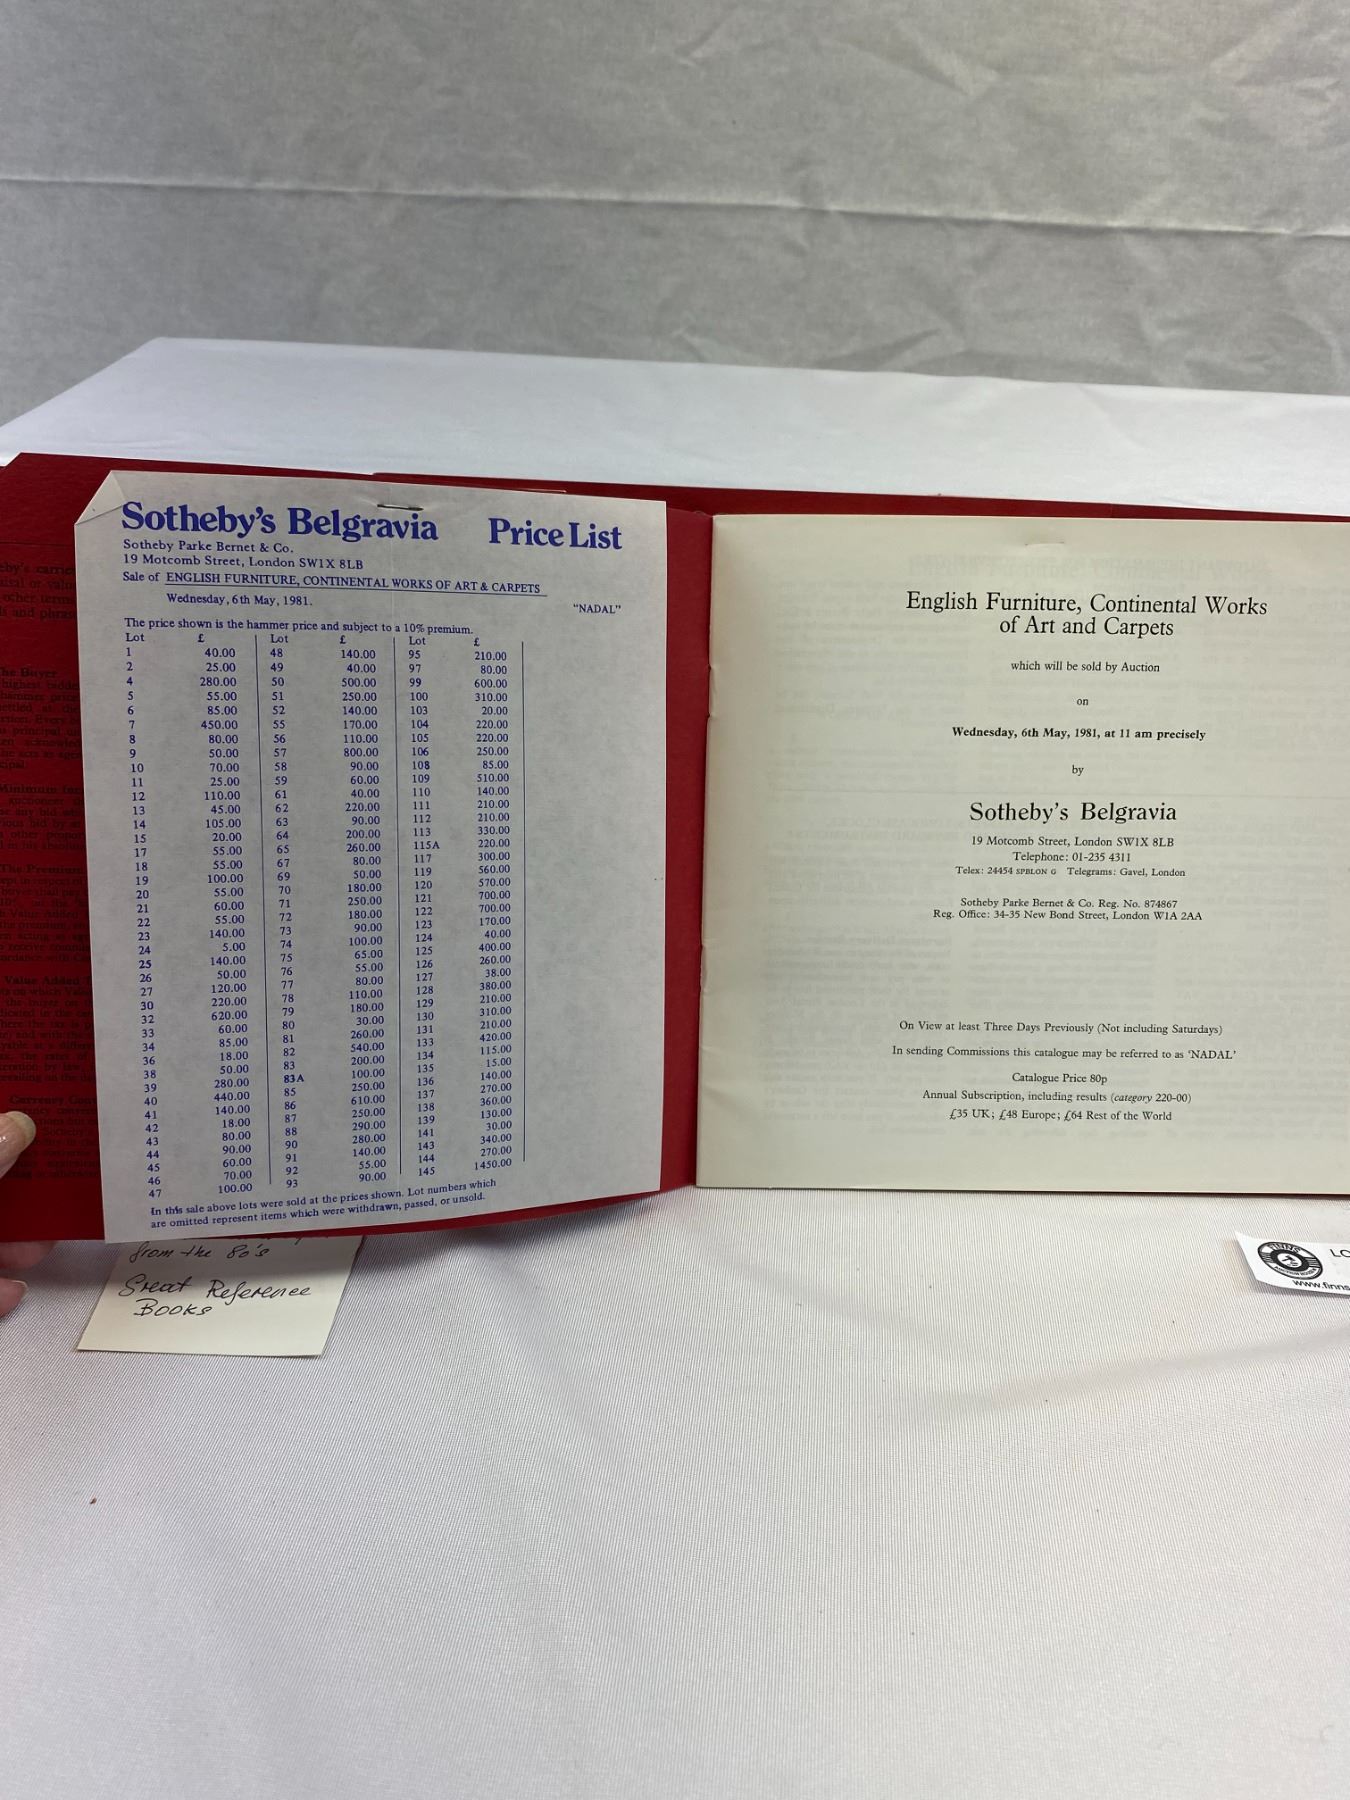 Sotheby's Belgravia Price List
Sotheby Parke Bernet & Co.
19 Motcomb Street, London SW1X 8LB
Sale of ENGLISH FURNITURE, CONTINENTAL WORKS OF ART & CARPETS
Wednesday, 6th May, 1981.
"NADAL"
The price shown is the hammer price and subject to a 10% premium.
Lot £ Lot £ Lot £
1 40.00 48 140.00 95 210.00
2 25.00 49 40.00 97 80.00
4 280.00 50 500.00 99 600.00
5 55.00 51 250.00 100 310.00
6 85.00 52 140.00 103 20.00
7 450.00 55 170.00 104 220.00
8 80.00 56 110.00 105 220.00
9 50.00 57 800.00 106 250.00
10 70.00 58 90.00 108 85.00
11 25.00 59 60.00 109 510.00
12 110.00 61 40.00 110 140.00
13 45.00 62 220.00 111 210.00
14 105.00 63 90.00 112 210.00
15 20.00 64 200.00 113 330.00
17 55.00 65 260.00 115A 220.00
18 55.00 67 80.00 117 300.00
19 100.00 69 50.00 119 560.00
20 55.00 70 180.00 120 570.00
21 60.00 71 250.00 121 700.00
22 55.00 72 180.00 122 700.00
23 140.00 73 90.00 123 170.00
24 5.00 74 100.00 124 40.00
25 140.00 75 65.00 125 400.00
26 50.00 76 55.00 126 260.00
27 120.00 77 80.00 127 38.00
30 220.00 78 110.00 128 380.00
32 620.00 79 180.00 129 210.00
33 60.00 80 30.00 130 310.00
34 85.00 81 260.00 131 210.00
36 18.00 82 540.00 133 420.00
38 50.00 83 200.00 134 115.00
39 280.00 83A 100.00 135 15.00
40 440.00 85 250.00 136 140.00
41 140.00 86 610.00 137 270.00
42 18.00 87 250.00 138 360.00
43 80.00 88 290.00 139 130.00
44 90.00 90 280.00 141 30.00
45 60.00 91 140.00 143 340.00
46 70.00 92 55.00 144 270.00
47 100.00 93 90.00 145 1450.00
In this sale above lots were sold at the prices shown. Lot numbers which
are omitted represent items which were withdrawn, passed, or unsold.
from the 80's
Great Reference
Books
English Furniture, Continental Works
of Art and Carpets
which will be sold by Auction
on
Wednesday, 6th May, 1981, at 11 am precisely
by
Sotheby's Belgravia
19 Motcomb Street, London SW1X 8LB
Telephone: 01-235 4311
Telex: 24454 SPBLON G Telegrams: Gavel, London
Sotheby Parke Bernet & Co. Reg. No. 874867
Reg. Office: 34-35 New Bond Street, London W1A 2AA
On View at least Three Days Previously (Not including Saturdays)
In sending Commissions this catalogue may be referred to as 'NADAL'
Catalogue Price 80p
Annual Subscription, including results (category 220-00)
£35 UK; £48 Europe; £64 Rest of the World
FINNS
www.finns